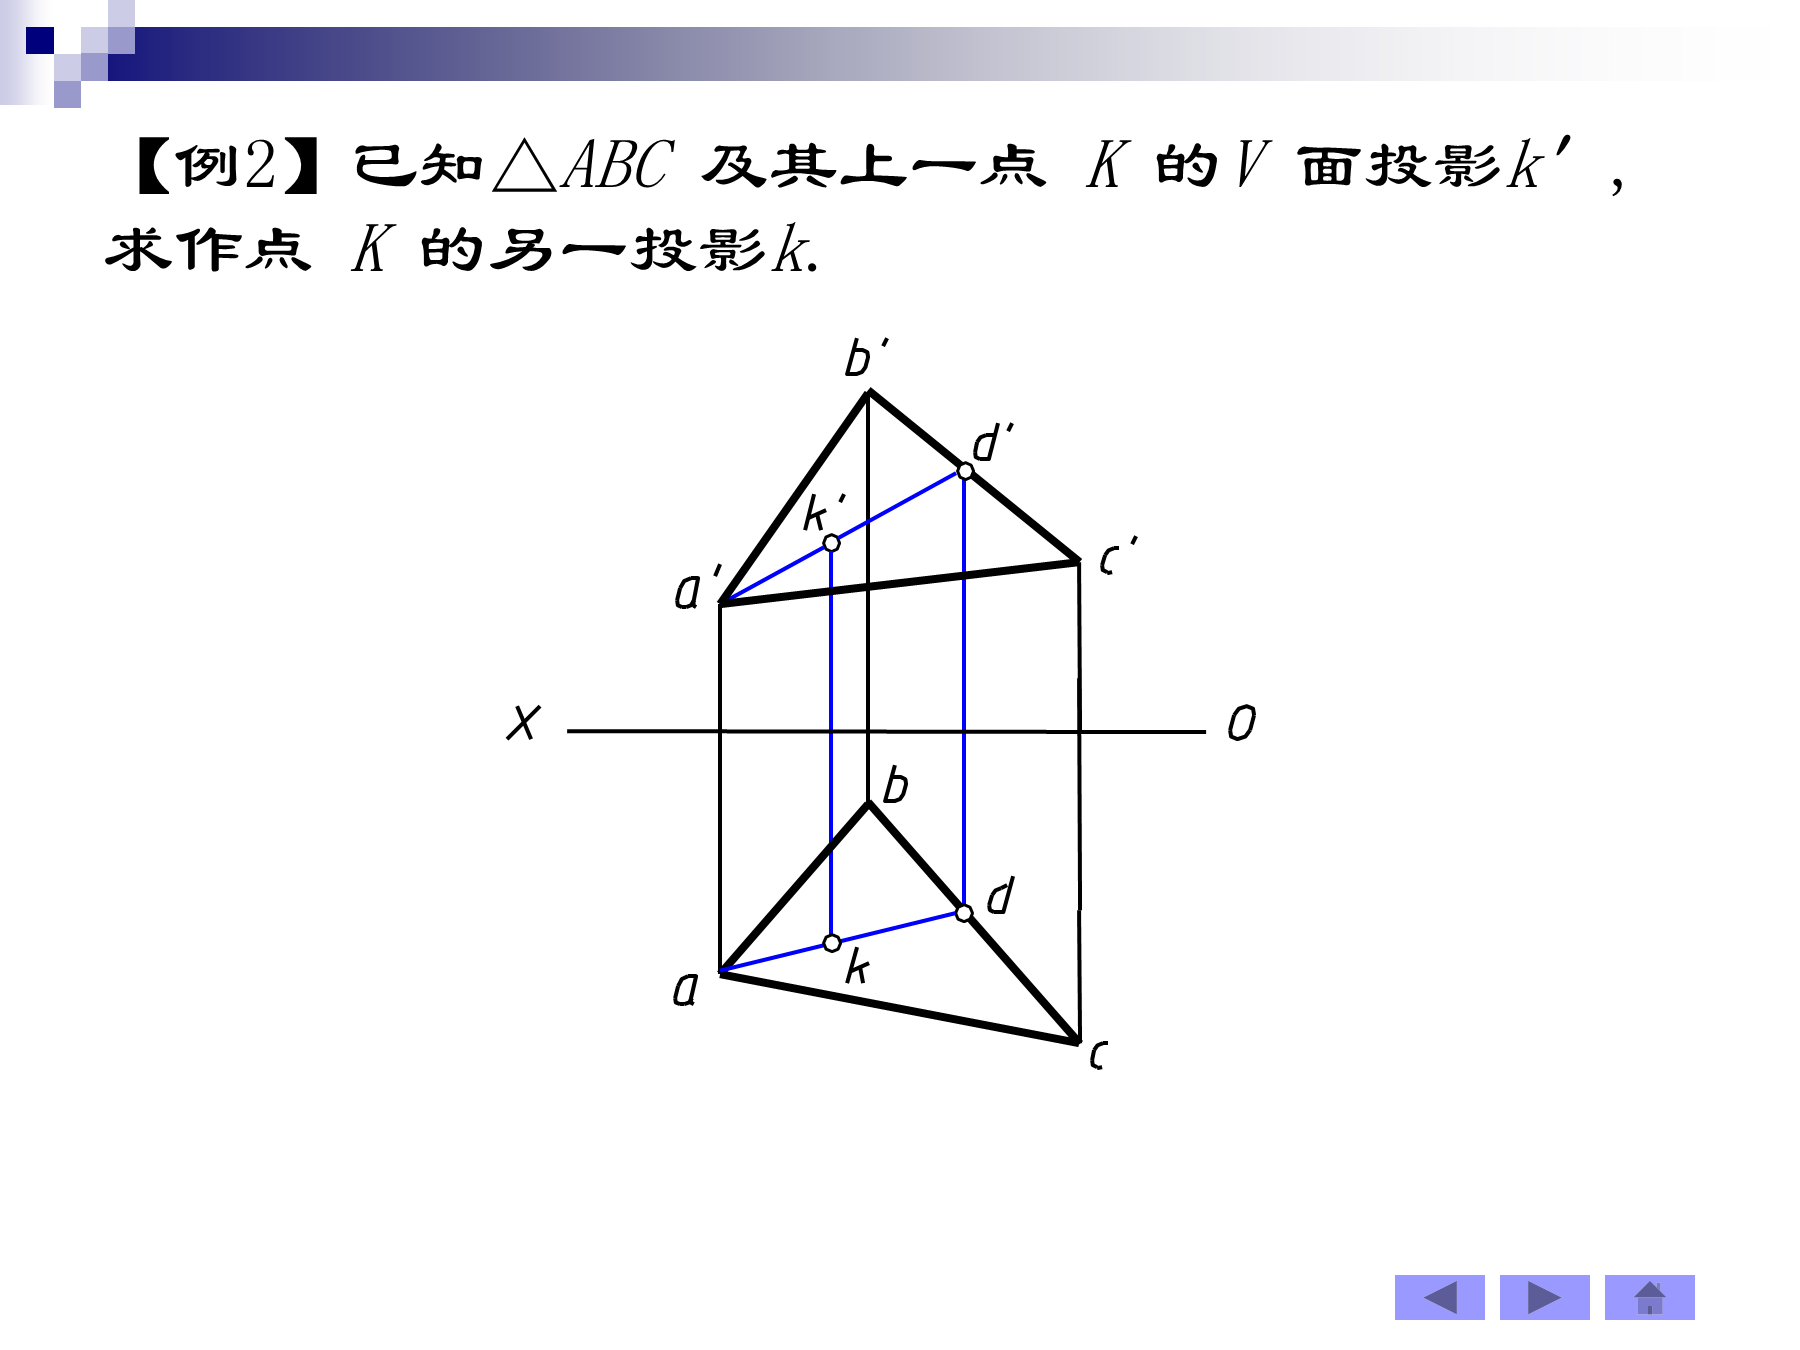 【例2】已知△ABC 及其上一点 K 的V 面投影k′,
求作点 K 的另一投影k.
b′
d′
k′
c′
a′
X
O
b
d
k
a
c